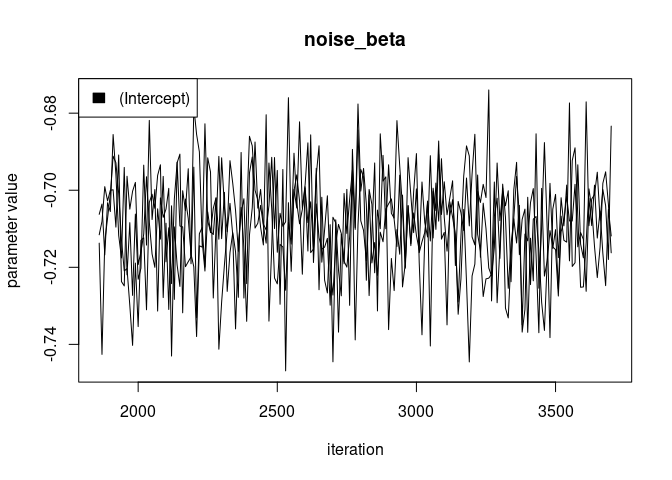 noise_beta
(Intercept)
parameter value
-0.68
-0.70
-0.72
-0.74
2000
2500
3000
3500
iteration